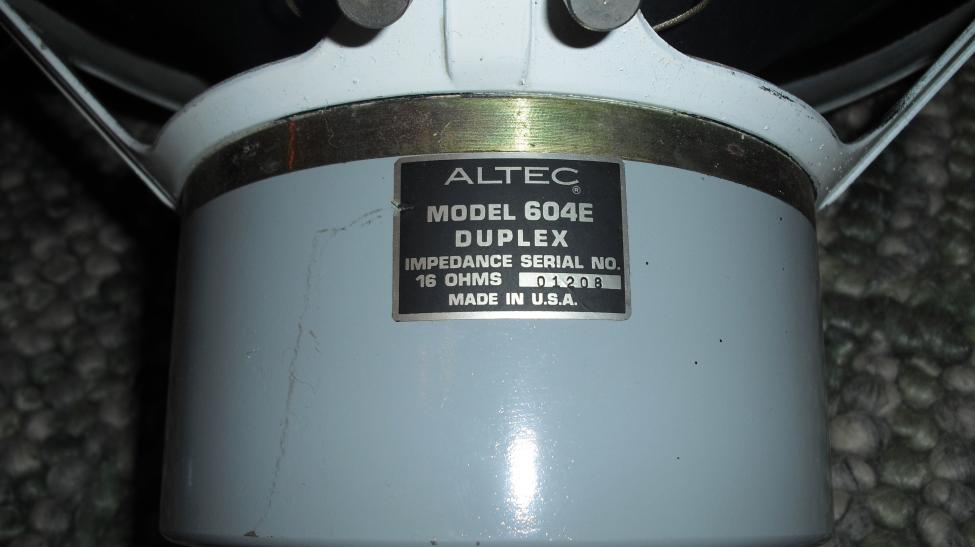 ALTEC®
MODEL 604E
DUPLEX
IMPEDANCE SERIAL NO.
16 OHMS 01208
MADE IN U.S.A.